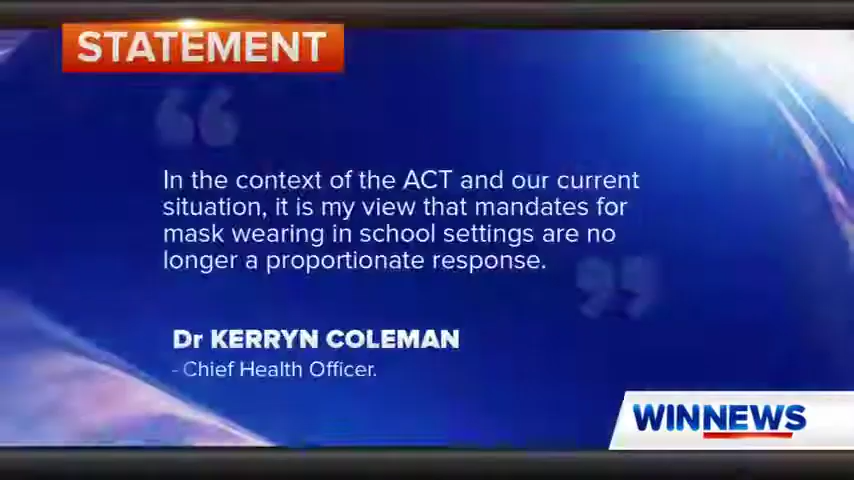 STATEMENT
“
In the context of the ACT and our current
situation, it is my view that mandates for
mask wearing in school settings are no
longer a proportionate response.
”
Dr KERRYN COLEMAN
- Chief Health Officer.
WINNEWS